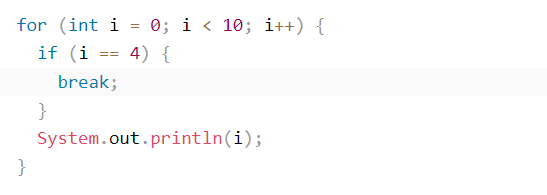 for (int i = 0; i < 10; i++) {
  if (i == 4) {
    break;
  }
  System.out.println(i);
}